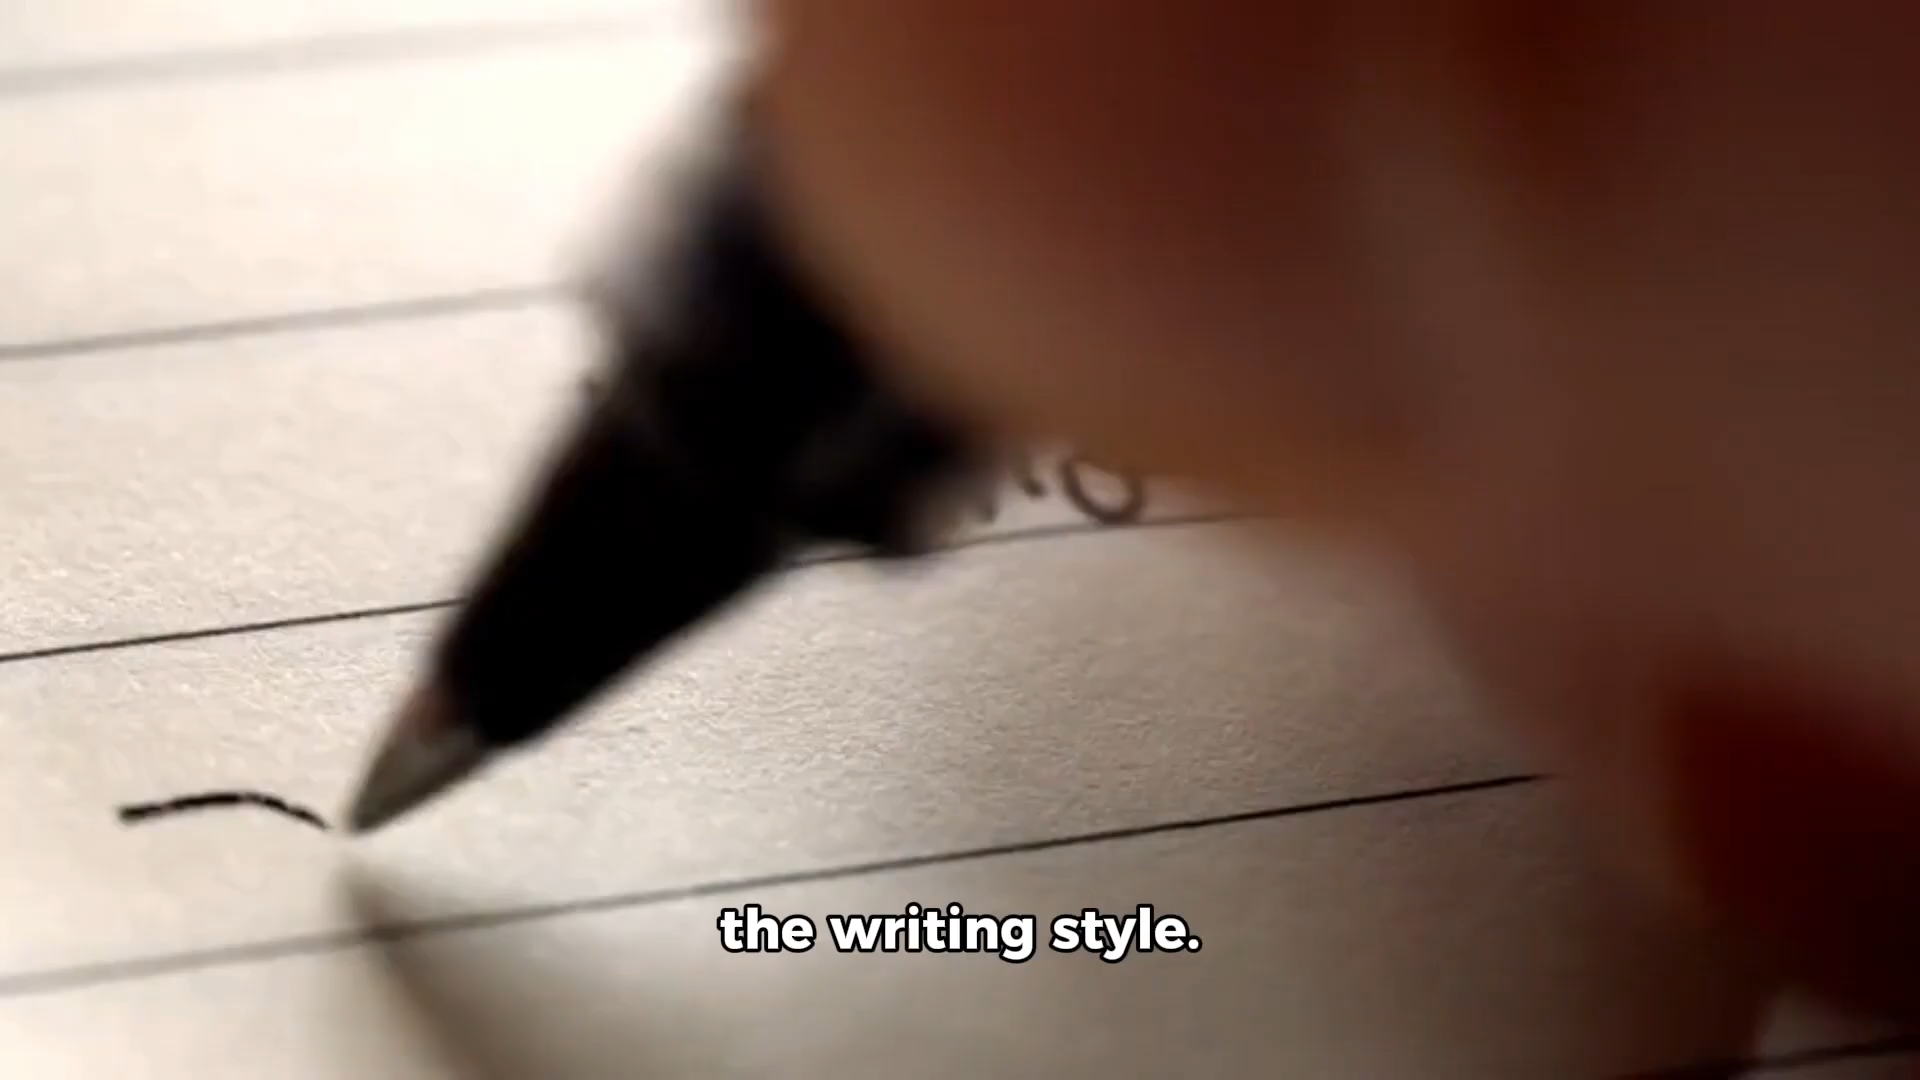 the writing style.